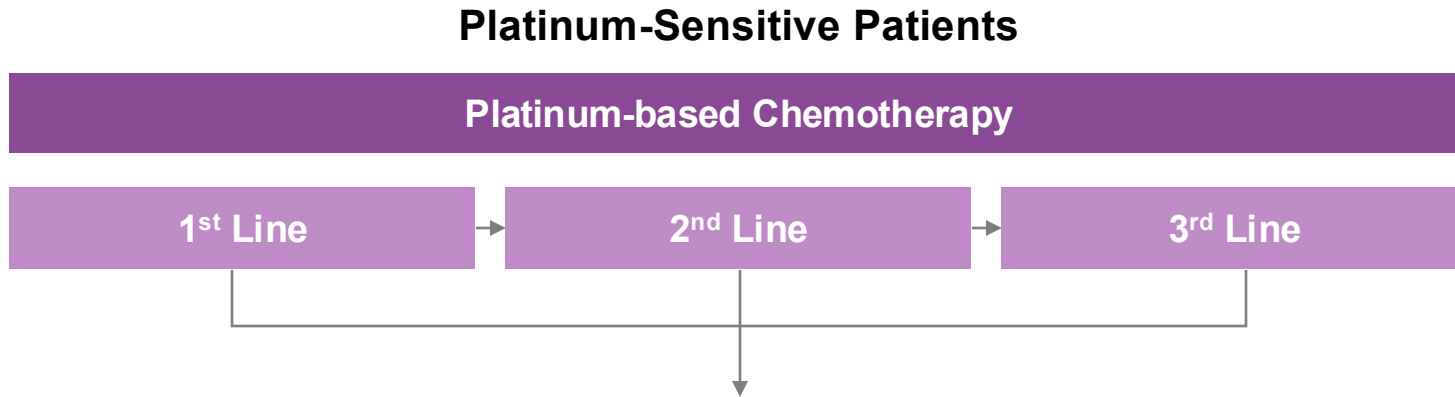 Platinum-Sensitive Patients
Platinum-based Chemotherapy
1st Line
2nd Line
3rd Line